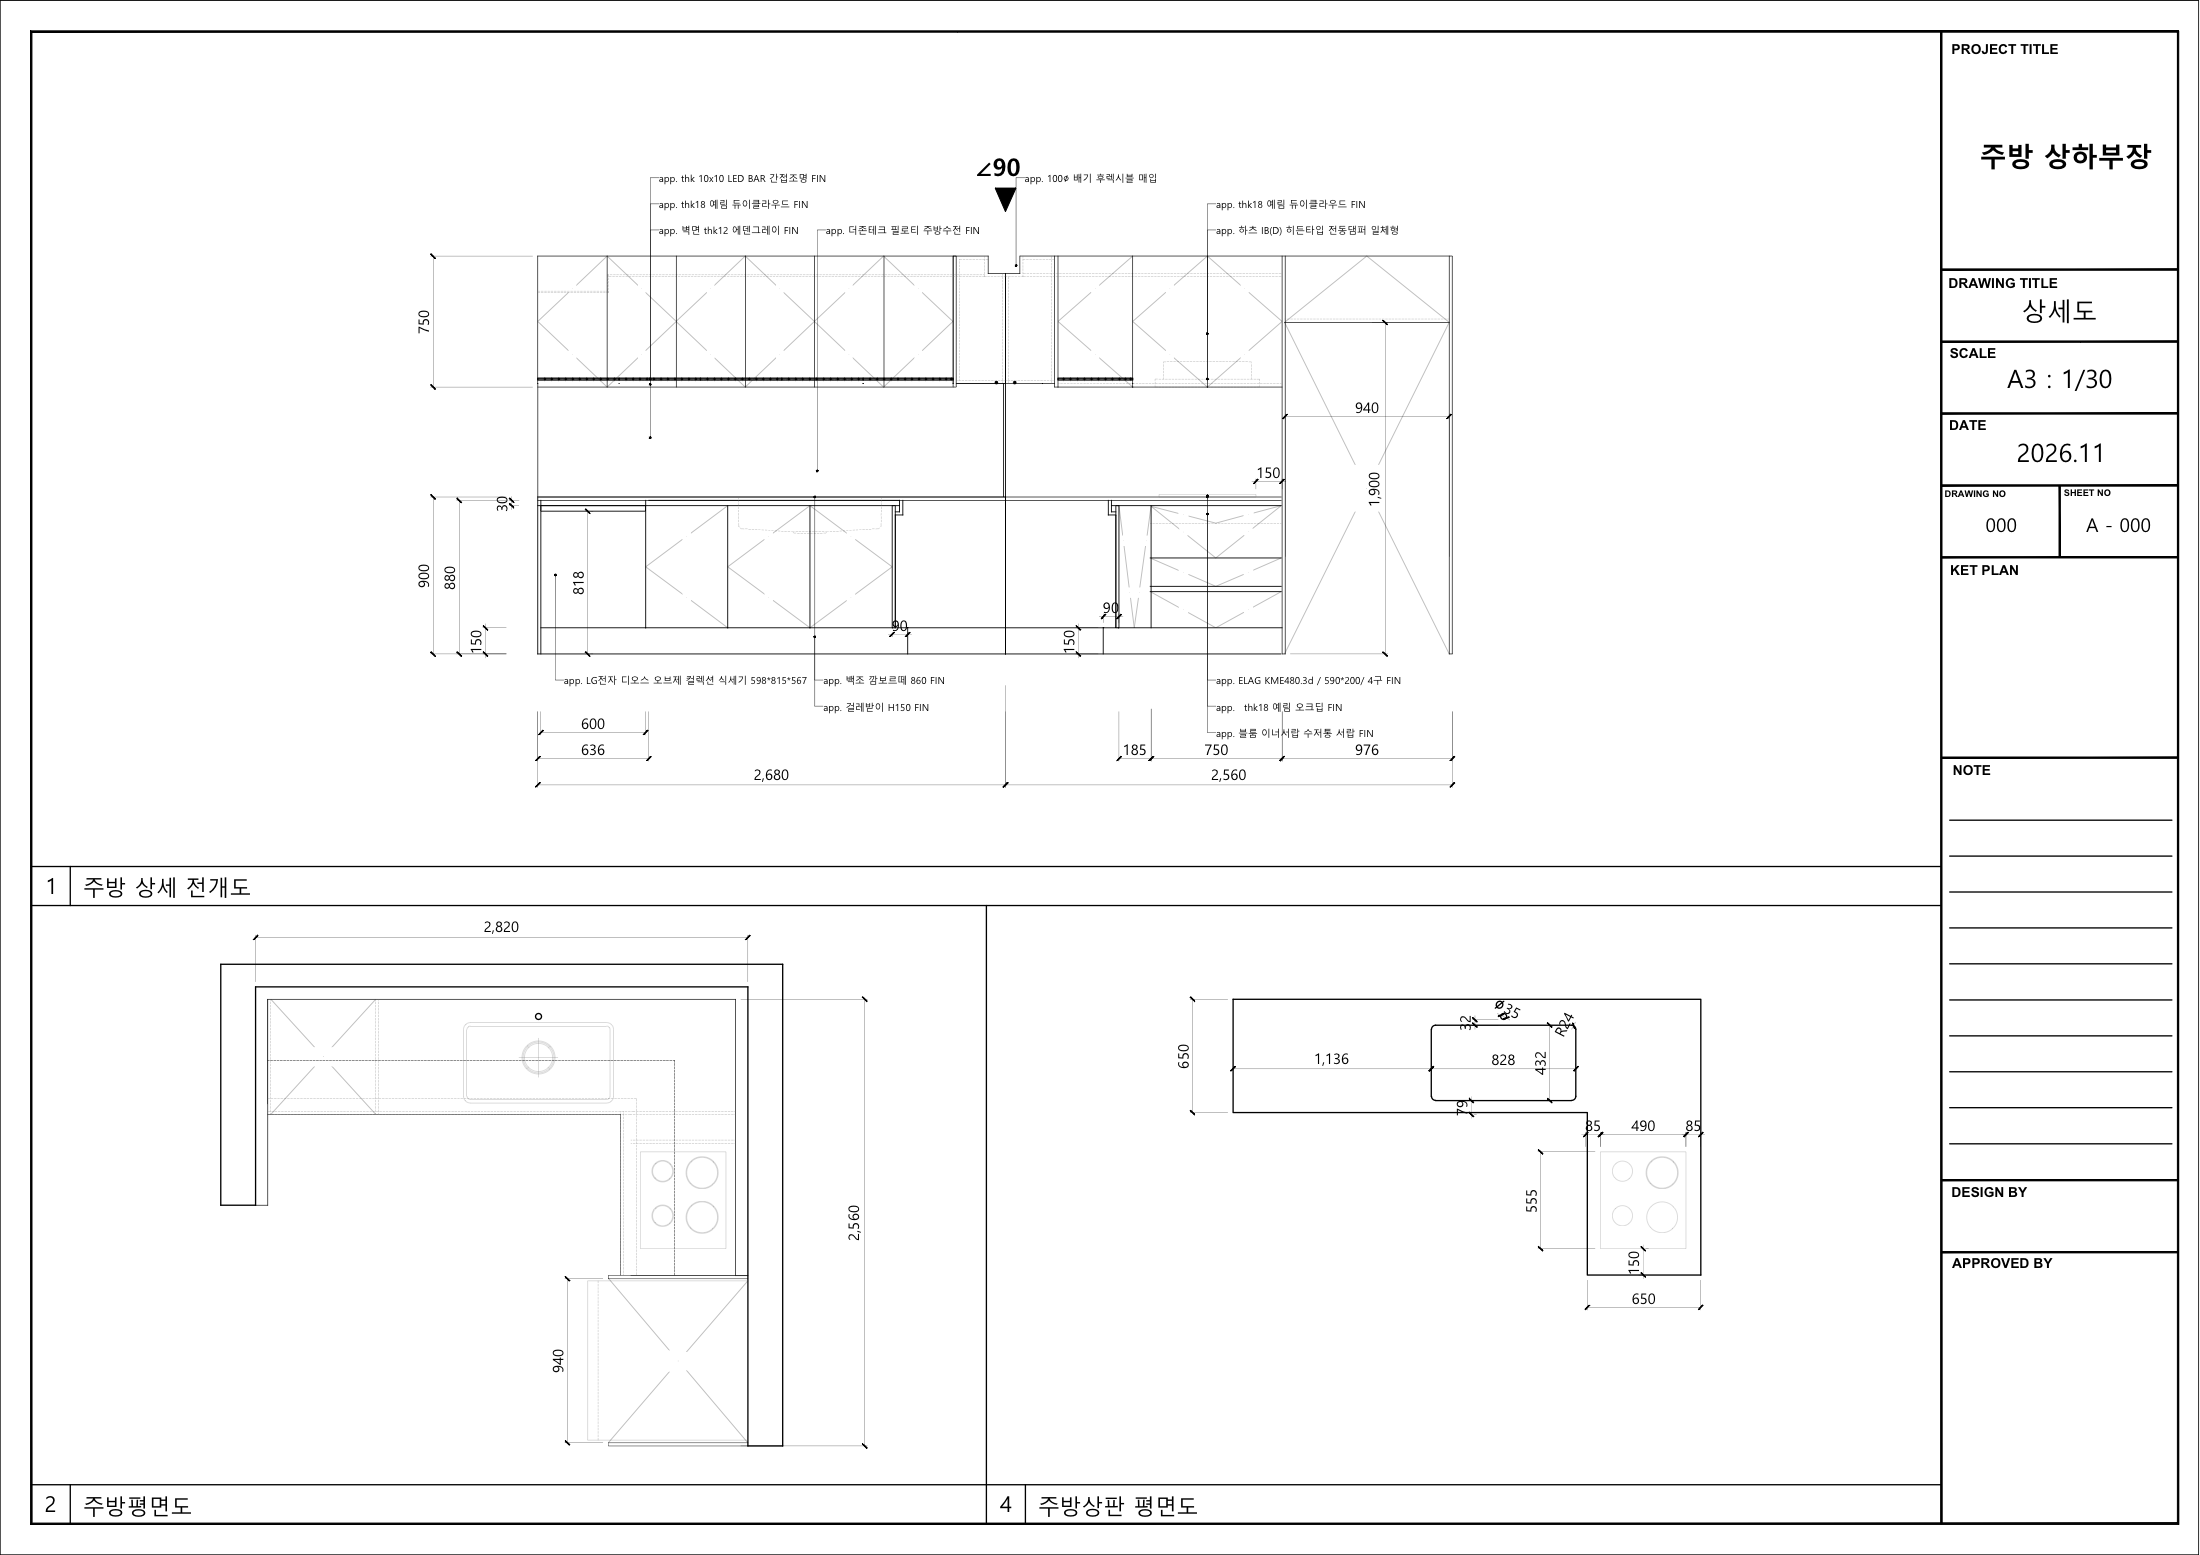 PROJECT TITLE
주방 상하부장
DRAWING TITLE
상세도
SCALE
A3 : 1/30
DATE
2026.11
DRAWING NO
SHEET NO
000
A - 000
KET PLAN
NOTE
DESIGN BY
APPROVED BY
∠90
app. thk 10x10 LED BAR 간접조명 FIN
app. 100ø 배기 후렉시블 매입
app. thk18 예림 듀이클라우드 FIN
app. thk18 예림 듀이클라우드 FIN
app. 벽면 thk12 에덴그레이 FIN
app. 더존테크 필로티 주방수전 FIN
app. 하츠 IB(D) 히든타입 전동댐퍼 일체형
750
940
150
1,900
30
900
880
818
150
90
90
150
app. LG전자 디오스 오브제 컬렉션 식세기 598*815*567
app. 백조 깜보르떼 860 FIN
app. ELAG KME480.3d / 590*200/ 4구 FIN
app. 걸레받이 H150 FIN
app. thk18 예림 오크딥 FIN
app. 블룸 이너서랍 수저통 서랍 FIN
600
636
185
750
976
2,680
2,560
1
주방 상세 전개도
2,820
2,560
940
2
주방평면도
ø35
32
R24
650
1,136
828
432
79
85
490
85
555
150
650
4
주방상판 평면도